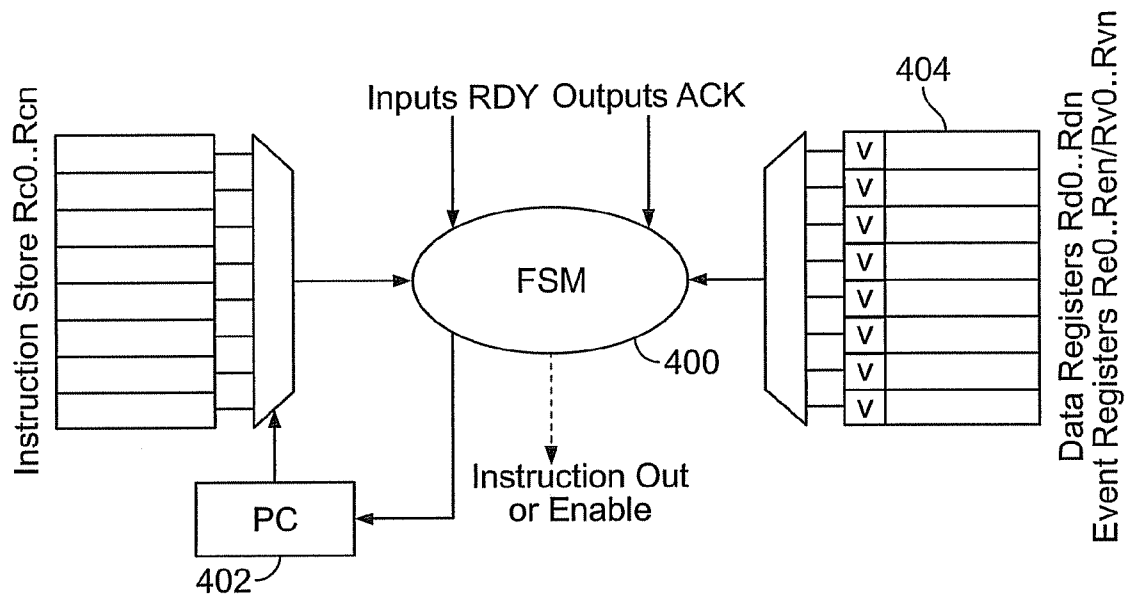 Instruction Store Rc0..Rcn
Inputs RDY
Outputs ACK
404
v
v
v
v
v
v
v
v
Data Registers Rd0..Rdn
Event Registers Re0..Ren/Rv0..Rvn
FSM
400
Instruction Out
or Enable
PC
402